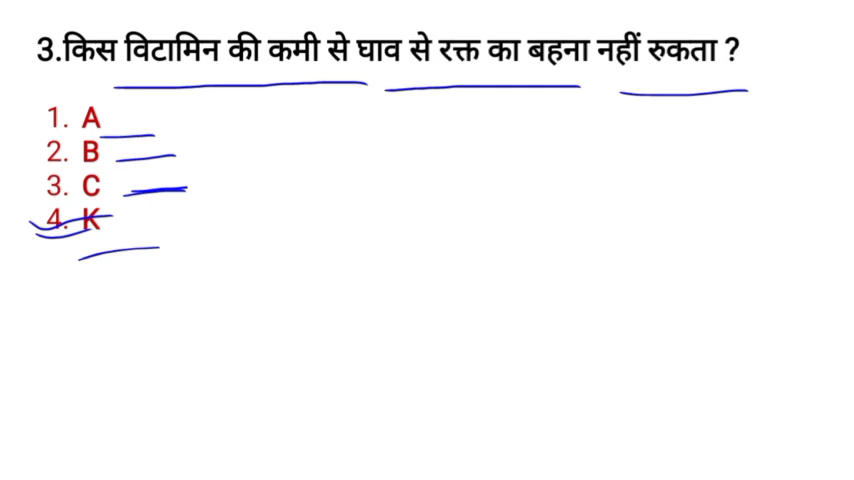 3.किस विटामिन की कमी से घाव से रक्त का बहना नहीं रुकता ?
1. A
2. B
3. C
4. K